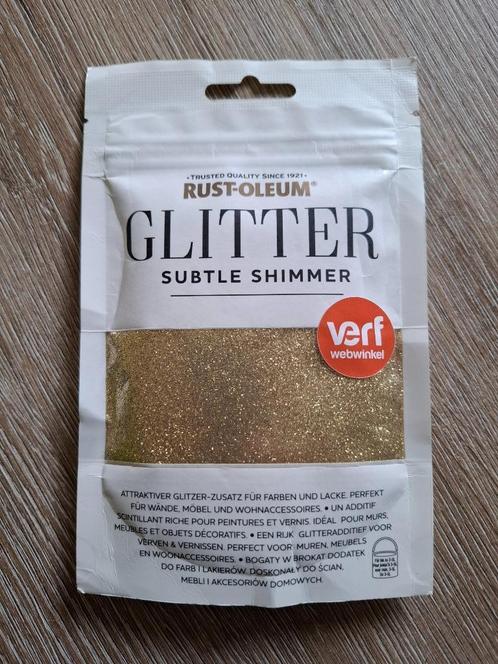 •TRUSTED QUALITY SINCE 1921•
RUST-OLEUM®
GLITTER
SUBTLE SHIMMER
verf
webwinkel
ATTRAKTIVER GLITZER-ZUSATZ FÜR FARBEN UND LACKE. PERFEKT
FÜR WÄNDE, MÖBEL UND WOHNACCESSOIRES. • UN ADDITIF
SCINTILLANT RICHE POUR PEINTURES ET VERNIS. IDÉAL POUR MURS,
MEUBLES ET OBJETS DÉCORATIFS. • EEN RIJK GLITTERADDITIEF VOOR
VERVEN & VERNISSEN. PERFECT VOOR: MUREN, MEUBELS
EN WOONACCESSOIRES. • BOGATY W BROKAT DODATEK
DO FARB I LAKIERÓW. DOSKONAŁY DO ŚCIAN,
MEBLI I AKCESORIÓW DOMOWYCH.